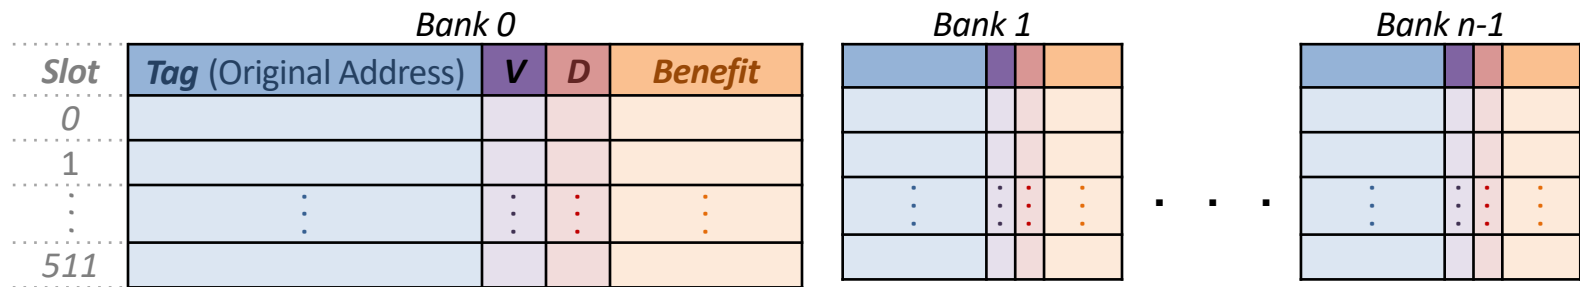 Bank 0 Bank 1 Bank n-1
Slot Tag (Original Address) V D Benefit
0
1
511